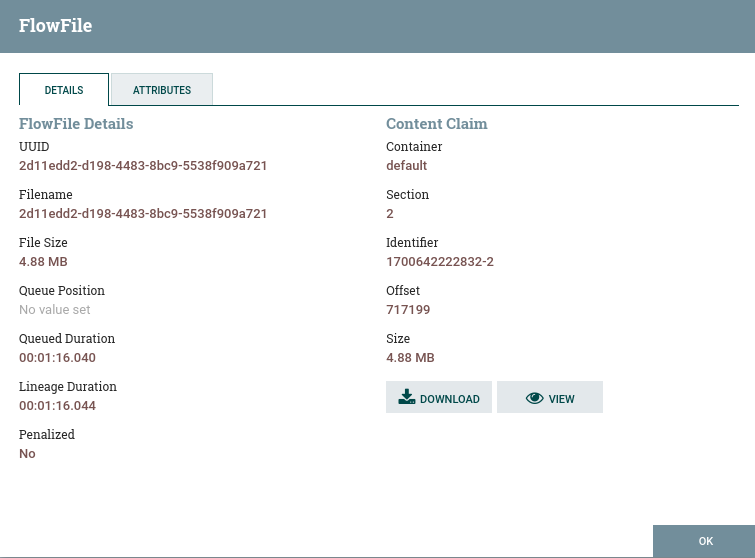 FlowFile
DETAILS
ATTRIBUTES
FlowFile Details
UUID
2d11edd2-d198-4483-8bc9-5538f909a721
Filename
2d11edd2-d198-4483-8bc9-5538f909a721
File Size
4.88 MB
Queue Position
No value set
Queued Duration
00:01:16.040
Lineage Duration
00:01:16.044
Penalized
No
Content Claim
Container
default
Section
2
Identifier
1700642222832-2
Offset
717199
Size
4.88 MB
DOWNLOAD
VIEW
OK